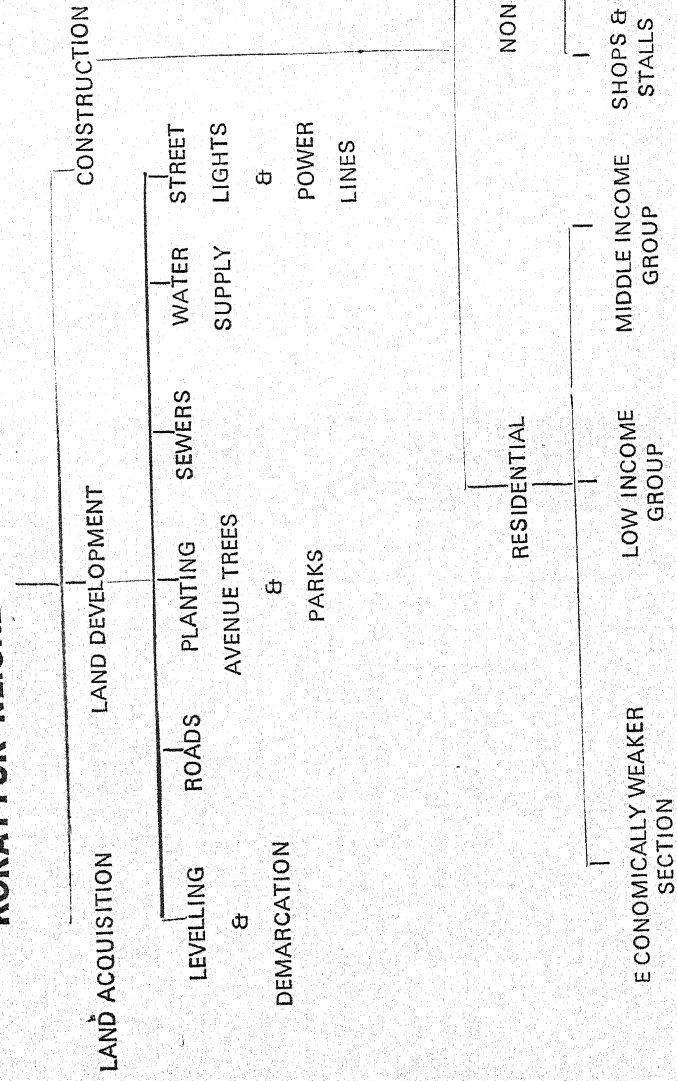 LAND ACQUISITION
LAND DEVELOPMENT
CONSTRUCTION
LEVELLING
&
DEMARCATION
ROADS
PLANTING
AVENUE TREES
&
PARKS
SEWERS
WATER
SUPPLY
STREET
LIGHTS
&
POWER
LINES
RESIDENTIAL
NON
E CONOMICALLY WEAKER
SECTION
LOW INCOME
GROUP
MIDDLE INCOME
GROUP
SHOPS &
STALLS